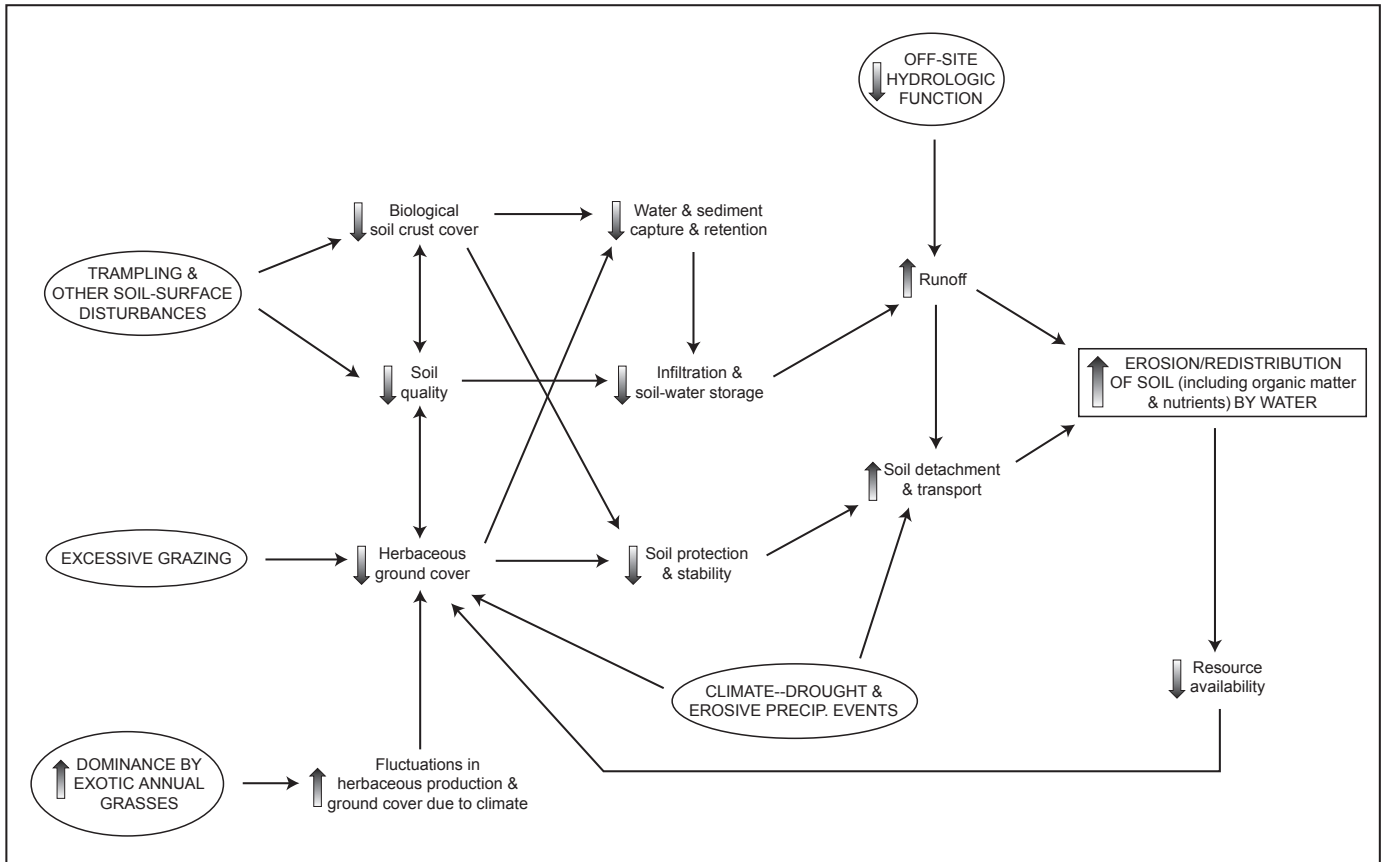 OFF-SITE
HYDROLOGIC
FUNCTION
Biological
soil crust cover
Water & sediment
capture & retention
TRAMPLING &
OTHER SOIL-SURFACE
DISTURBANCES
Runoff
Soil
quality
Infiltration &
soil-water storage
EROSION/REDISTRIBUTION
OF SOIL (including organic matter
& nutrients) BY WATER
Soil detachment
& transport
EXCESSIVE GRAZING
Herbaceous
ground cover
Soil protection
& stability
CLIMATE--DROUGHT &
EROSIVE PRECIP. EVENTS
Resource
availability
DOMINANCE BY
EXOTIC ANNUAL
GRASSES
Fluctuations in
herbaceous production &
ground cover due to climate